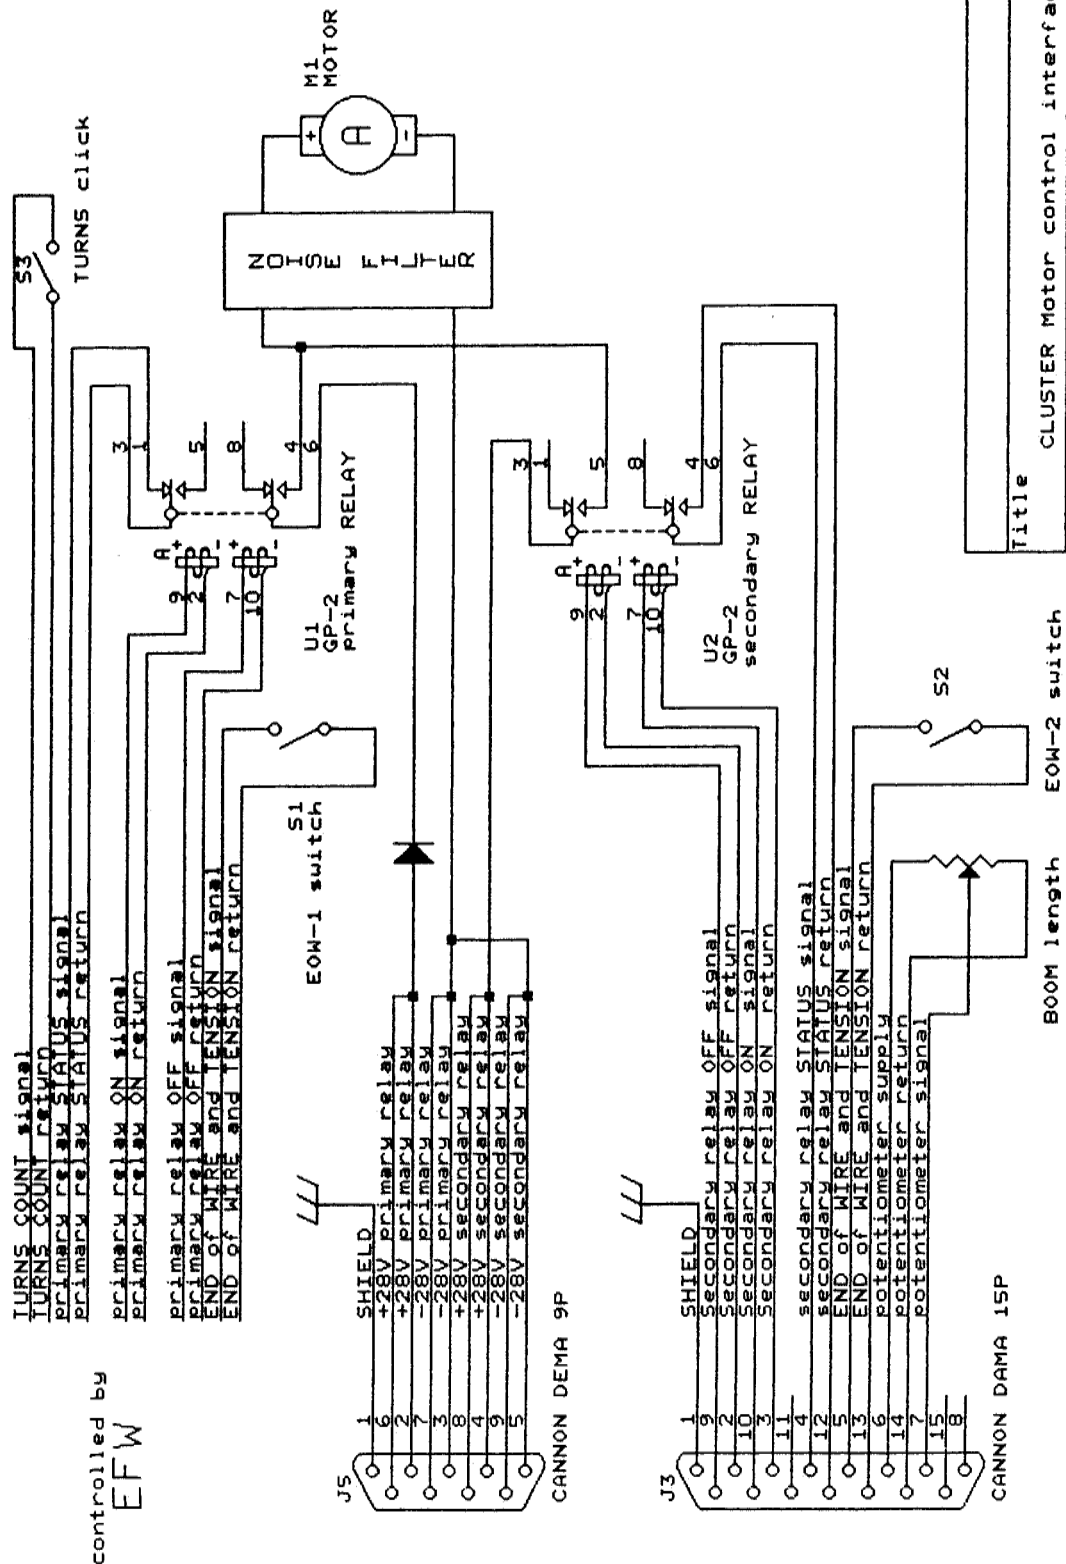 controlled by
EFW
TURNS COUNT signal
TURNS COUNT return
primary relay STATUS signal
primary relay STATUS return
primary relay ON signal
primary relay ON return
primary relay OFF signal
primary relay OFF return
END of WIRE and TENSION signal
END of WIRE and TENSION return
S3
TURNS click
3
1
5
8
4
6
A
+
-
+
-
9
2
7
10
U1
GP-2
primary RELAY
S1
EOW-1 switch
NOISE FILTER
M1
MOTOR
+
A
-
J5
1
6
2
7
3
8
4
9
5
SHIELD
+28V primary relay
+28V primary relay
-28V primary relay
-28V primary relay
+28V secondary relay
+28V secondary relay
-28V secondary relay
-28V secondary relay
CANNON DEMA 9P
3
1
5
8
4
6
A
+
-
+
-
9
2
7
10
U2
GP-2
secondary RELAY
J3
1
9
2
10
3
11
4
12
5
13
6
14
7
15
8
SHIELD
Secondary relay OFF signal
Secondary relay OFF return
Secondary relay ON signal
Secondary relay ON return
secondary relay STATUS signal
secondary relay STATUS return
END of WIRE and TENSION signal
END of WIRE and TENSION return
potentiometer supply
potentiometer return
potentiometer signal
CANNON DAMA 15P
S2
BOOM length
EOW-2 switch
Title
CLUSTER Motor control interfa